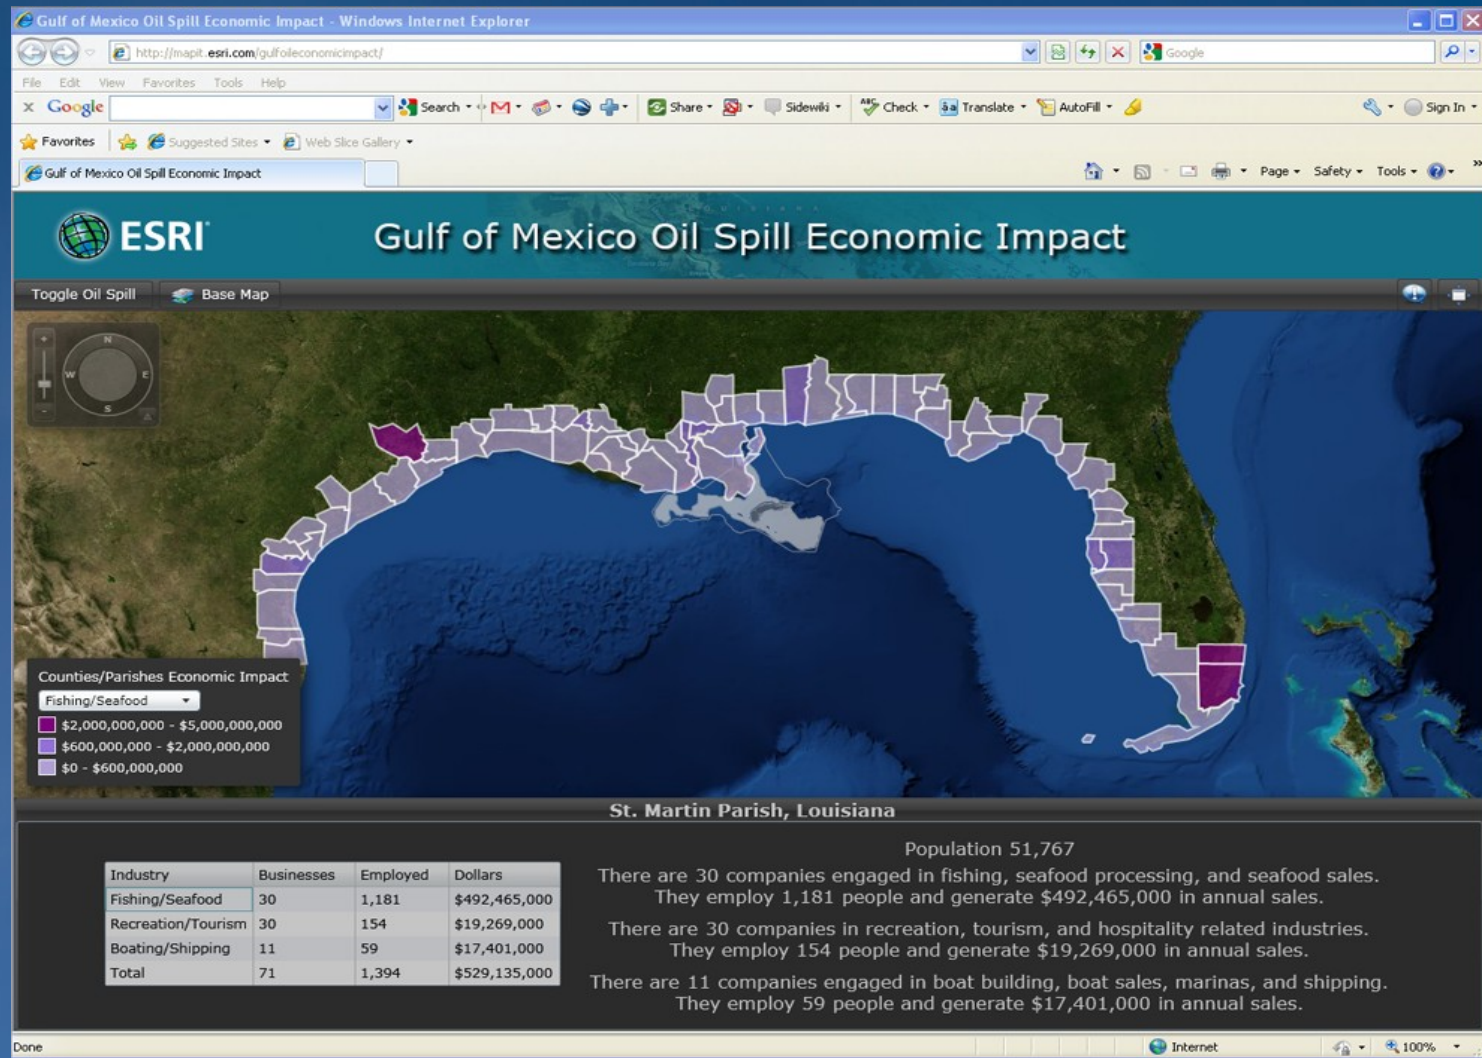 Gulf of Mexico Oil Spill Economic Impact - Windows Internet Explorer
http://mapit.esri.com/gulfoileconomicimpact/
Google
File Edit View Favorites Tools Help
x Google Search Share Sidewiki ABC Check Translate AutoFill Sign In
Favorites Suggested Sites Web Slice Gallery
Gulf of Mexico Oil Spill Economic Impact Page Safety Tools
ESRI Gulf of Mexico Oil Spill Economic Impact
Toggle Oil Spill Base Map
N
W E
S
Counties/Parishes Economic Impact
Fishing/Seafood
$2,000,000,000 - $5,000,000,000
$600,000,000 - $2,000,000,000
$0 - $600,000,000
St. Martin Parish, Louisiana
Industry Businesses Employed Dollars
Fishing/Seafood 30 1,181 $492,465,000
Recreation/Tourism 30 154 $19,269,000
Boating/Shipping 11 59 $17,401,000
Total 71 1,394 $529,135,000
Population 51,767
There are 30 companies engaged in fishing, seafood processing, and seafood sales.
They employ 1,181 people and generate $492,465,000 in annual sales.
There are 30 companies in recreation, tourism, and hospitality related industries.
They employ 154 people and generate $19,269,000 in annual sales.
There are 11 companies engaged in boat building, boat sales, marinas, and shipping.
They employ 59 people and generate $17,401,000 in annual sales.
Done Internet 100%